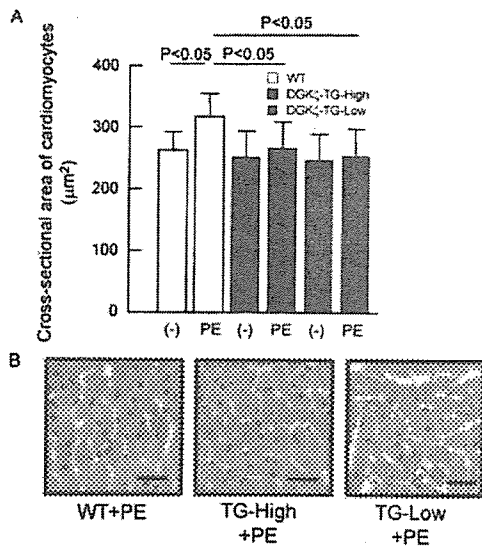 A
P<0.05
P<0.05 P<0.05
400
300
200
100
0
Cross-sectional area of cardiomyocytes
(μm²)
WT
DGKζ-TG-High
DGKζ-TG-Low
(-) PE (-) PE (-) PE
B
WT+PE
TG-High
+PE
TG-Low
+PE